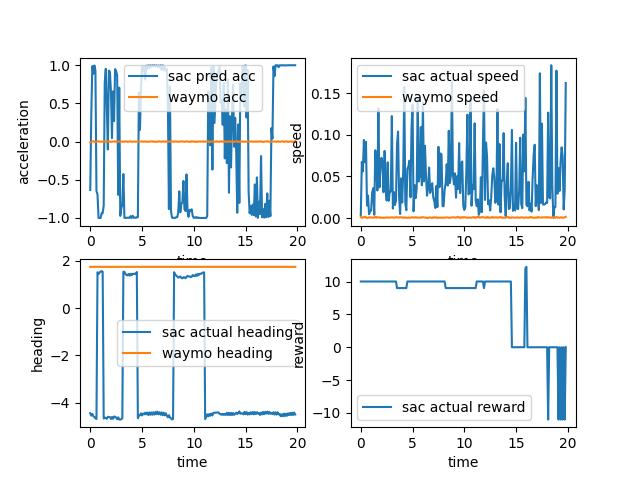 sac pred acc
waymo acc
acceleration
1.0
0.5
0.0
−0.5
−1.0
0 5 10 15 20
time
sac actual speed
waymo speed
speed
0.15
0.10
0.05
0.00
0 5 10 15 20
time
sac actual heading
waymo heading
heading
2
0
−2
−4
0 5 10 15 20
time
sac actual reward
reward
10
5
0
−5
−10
0 5 10 15 20
time